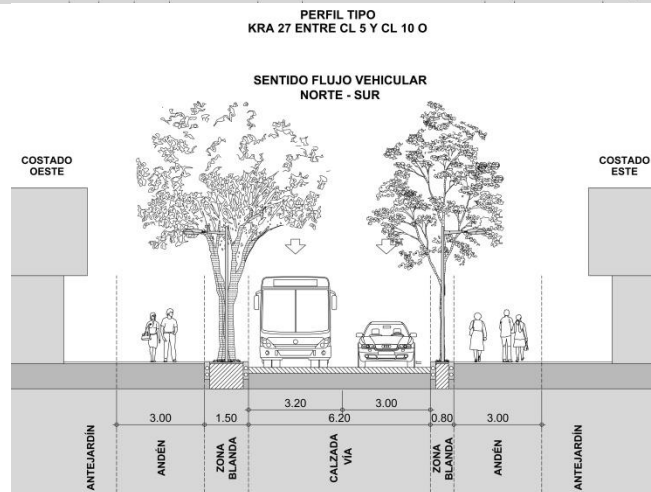 PERFIL TIPO
KRA 27 ENTRE CL 5 Y CL 10 O
SENTIDO FLUJO VEHICULAR
NORTE - SUR
COSTADO
OESTE
COSTADO
ESTE
3.20
3.00
3.00
1.50
6.20
0.80
3.00
ANTEJARDÍN
ANDÉN
ZONA
BLANDA
CALZADA
VÍA
ZONA
BLANDA
ANDÉN
ANTEJARDÍN